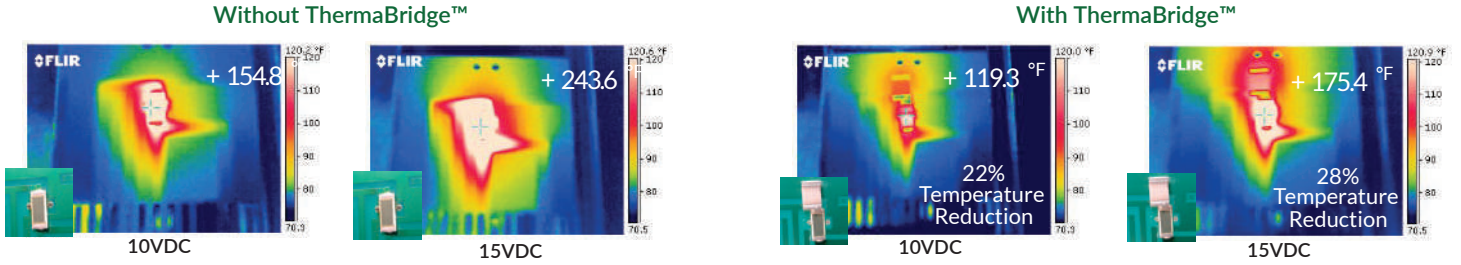 Without ThermaBridge™
With ThermaBridge™
FLIR
+ 154.8 °F
120.2 °F
120
110
100
90
80
70.3
10VDC
FLIR
+ 243.6 °F
120.6 °F
120
110
100
90
80
70.5
15VDC
FLIR
+ 119.3 °F
120.0 °F
110
100
90
80
70.3
22%
Temperature
Reduction
10VDC
FLIR
+ 175.4 °F
120.9 °F
120
110
100
90
80
70.5
28%
Temperature
Reduction
15VDC